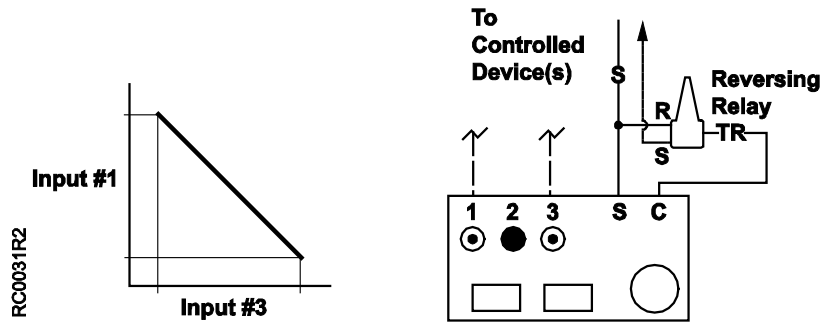 Input #1
Input #3
RC0031R2
To
Controlled
Device(s)
S
R
S
TR
Reversing
Relay
1 2 3 S C